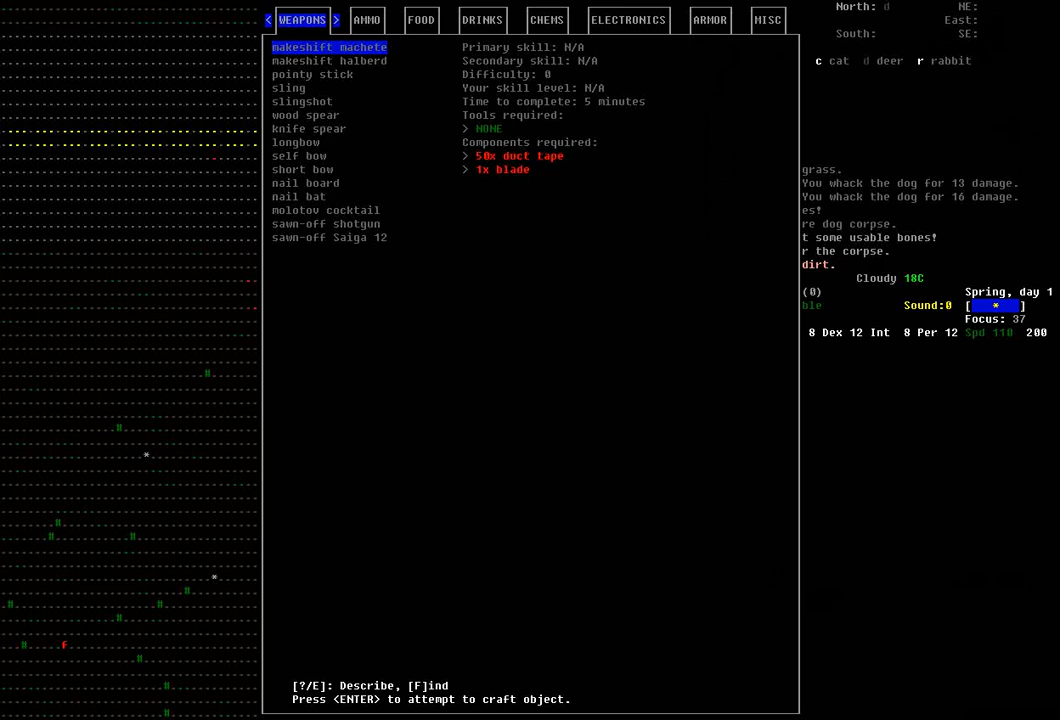 < WEAPONS > AMMO FOOD DRINKS CHEMS ELECTRONICS ARMOR MISC
makeshift machete
makeshift halberd
pointy stick
sling
slingshot
wood spear
knife spear
longbow
self bow
short bow
nail board
nail bat
molotov cocktail
sawn-off shotgun
sawn-off Saiga 12
Primary skill: N/A
Secondary skill: N/A
Difficulty: 0
Your skill level: N/A
Time to complete: 5 minutes
Tools required:
> NONE
Components required:
> 50x duct tape
> 1x blade
[?/E]: Describe, [F]ind
Press <ENTER> to attempt to craft object.
North: d NE:
East:
South: SE:
c cat d deer r rabbit
grass.
You whack the dog for 13 damage.
You whack the dog for 16 damage.
es!
re dog corpse.
t some usable bones!
r the corpse.
dirt.
Cloudy 18C
(0) Spring, day 1
ble Sound:0 [ * ]
Focus: 37
8 Dex 12 Int 8 Per 12 Spd 110 200